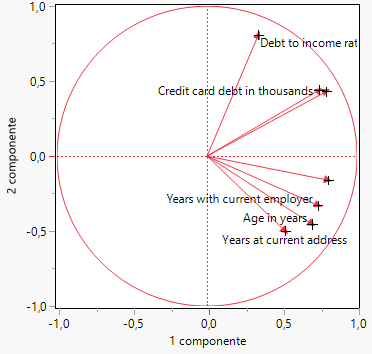 1,0
Debt to income rat
0,5
Credit card debt in thousands
0,0
2 componente
Years with current employer
Age in years
-0,5
Years at current address
-1,0
-1,0 -0,5 0,0 0,5 1,0
1 componente